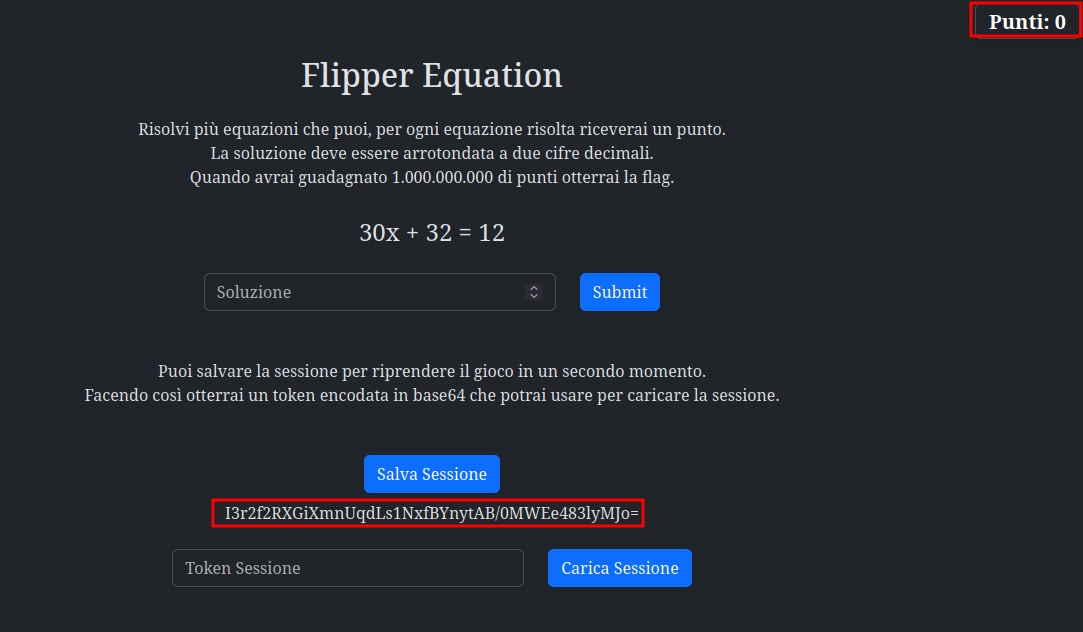 Punti: 0
Flipper Equation
Risolvi più equazioni che puoi, per ogni equazione risolta riceverai un punto.
La soluzione deve essere arrotondata a due cifre decimali.
Quando avrai guadagnato 1.000.000.000 di punti otterrai la flag.
30x + 32 = 12
Soluzione
Submit
Puoi salvare la sessione per riprendere il gioco in un secondo momento.
Facendo così otterrai un token encodata in base64 che potrai usare per caricare la sessione.
Salva Sessione
I3r2f2RXGiXmnUqdLs1NxfBYnytAB/0MWEe483lyMJo=
Token Sessione
Carica Sessione